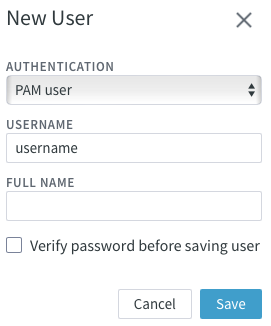 New User
AUTHENTICATION
PAM user
USERNAME
username
FULL NAME
Verify password before saving user
Cancel
Save